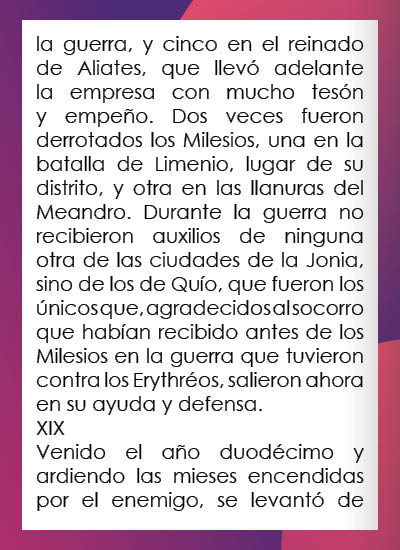 la guerra, y cinco en el reinado
de Aliates, que llevó adelante
la empresa con mucho tesón
y empeño. Dos veces fueron
derrotados los Milesios, una en la
batalla de Limenio, lugar de su
distrito, y otra en las llanuras del
Meandro. Durante la guerra no
recibieron auxilios de ninguna
otra de las ciudades de la Jonia,
sino de los de Quío, que fueron los
únicos que, agradecidos al socorro
que habían recibido antes de los
Milesios en la guerra que tuvieron
contra los Erythréos, salieron ahora
en su ayuda y defensa.
XIX
Venido el año duodécimo y
ardiendo las mieses encendidas
por el enemigo, se levantó de